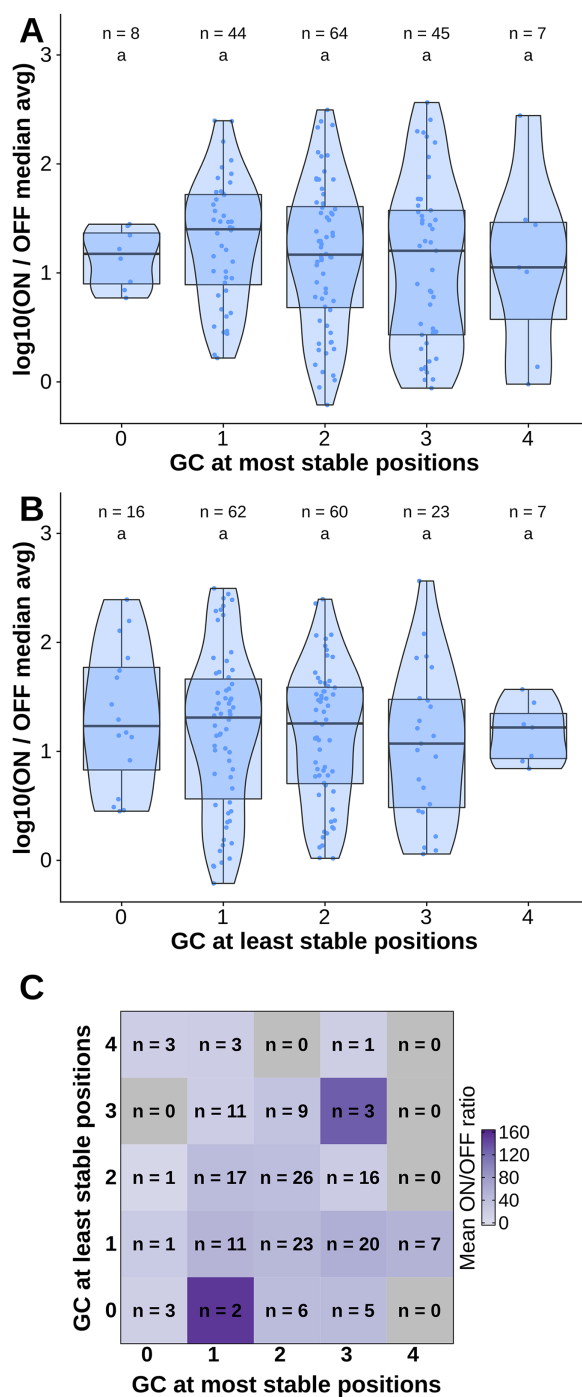 A
n = 8 n = 44 n = 64 n = 45 n = 7
a a a a a
3
2
1
0
log10(ON / OFF median avg)
0 1 2 3 4
GC at most stable positions
B
n = 16 n = 62 n = 60 n = 23 n = 7
a a a a a
3
2
1
0
log10(ON / OFF median avg)
0 1 2 3 4
GC at least stable positions
C
GC at least stable positions
4 n = 3 n = 3 n = 0 n = 1 n = 0
3 n = 0 n = 11 n = 9 n = 3 n = 0
2 n = 1 n = 17 n = 26 n = 16 n = 0
1 n = 1 n = 11 n = 23 n = 20 n = 7
0 n = 3 n = 2 n = 6 n = 5 n = 0
0 1 2 3 4
GC at most stable positions
Mean ON/OFF ratio
160
120
80
40
0